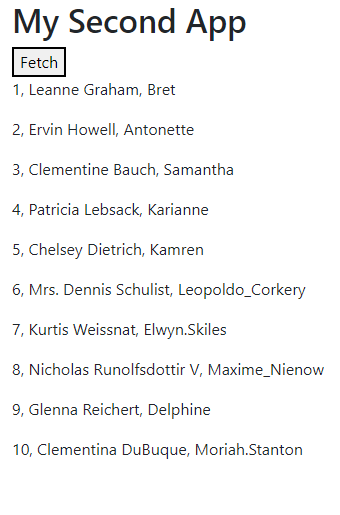 My Second App
Fetch
1, Leanne Graham, Bret
2, Ervin Howell, Antonette
3, Clementine Bauch, Samantha
4, Patricia Lebsack, Karianne
5, Chelsey Dietrich, Kamren
6, Mrs. Dennis Schulist, Leopoldo_Corkery
7, Kurtis Weissnat, Elwyn.Skiles
8, Nicholas Runolfsdottir V, Maxime_Nienow
9, Glenna Reichert, Delphine
10, Clementina DuBuque, Moriah.Stanton